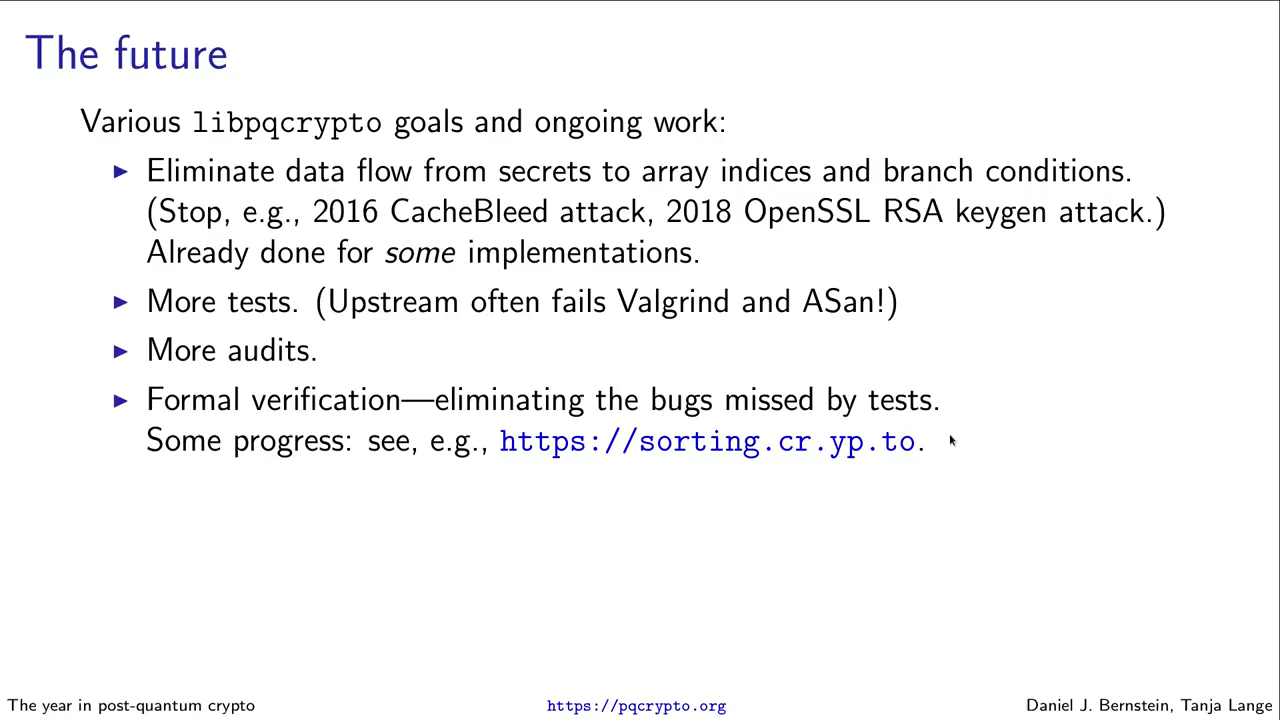 The future
Various libpqcrypto goals and ongoing work:
▶ Eliminate data flow from secrets to array indices and branch conditions.
(Stop, e.g., 2016 CacheBleed attack, 2018 OpenSSL RSA keygen attack.)
Already done for some implementations.
▶ More tests. (Upstream often fails Valgrind and ASan!)
▶ More audits.
▶ Formal verification—eliminating the bugs missed by tests.
Some progress: see, e.g., https://sorting.cr.yp.to.
The year in post-quantum crypto
https://pqcrypto.org
Daniel J. Bernstein, Tanja Lange